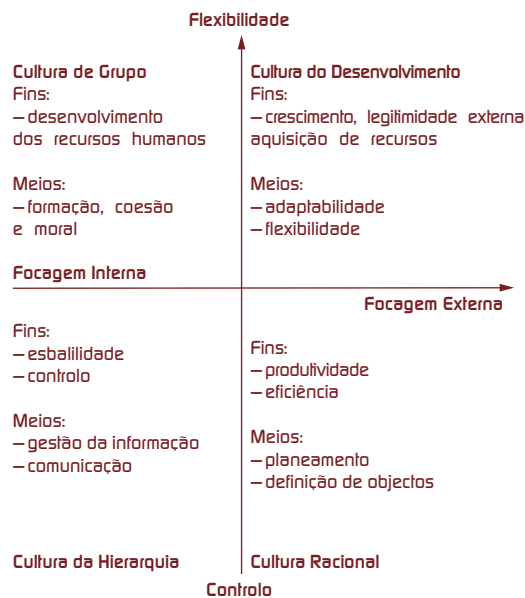 Flexibilidade
Cultura de Grupo
Fins:
– desenvolvimento
dos recursos humanos
Meios:
– formação, coesão
e moral
Cultura do Desenvolvimento
Fins:
– crescimento, legitimidade externa
aquisição de recursos
Meios:
– adaptabilidade
– flexibilidade
Focagem Interna
Focagem Externa
Fins:
– esbalilidade
– controlo
Meios:
– gestão da informação
– comunicação
Cultura da Hierarquia
Fins:
– produtividade
– eficiência
Meios:
– planeamento
– definição de objectos
Cultura Racional
Controlo